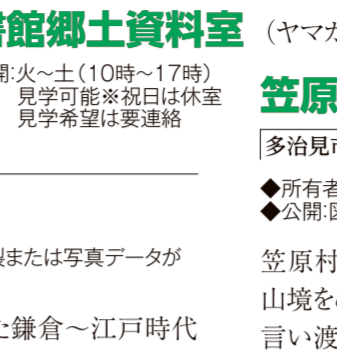 書館郷土資料室
開:火～土(10時～17時)
見学可能※祝日は休室
見学希望は要連絡
製または写真データが
た鎌倉～江戸時代
(ヤマカ
笠原
多治見市
◆所有者
◆公開:図
笠原村
山境を
言い渡